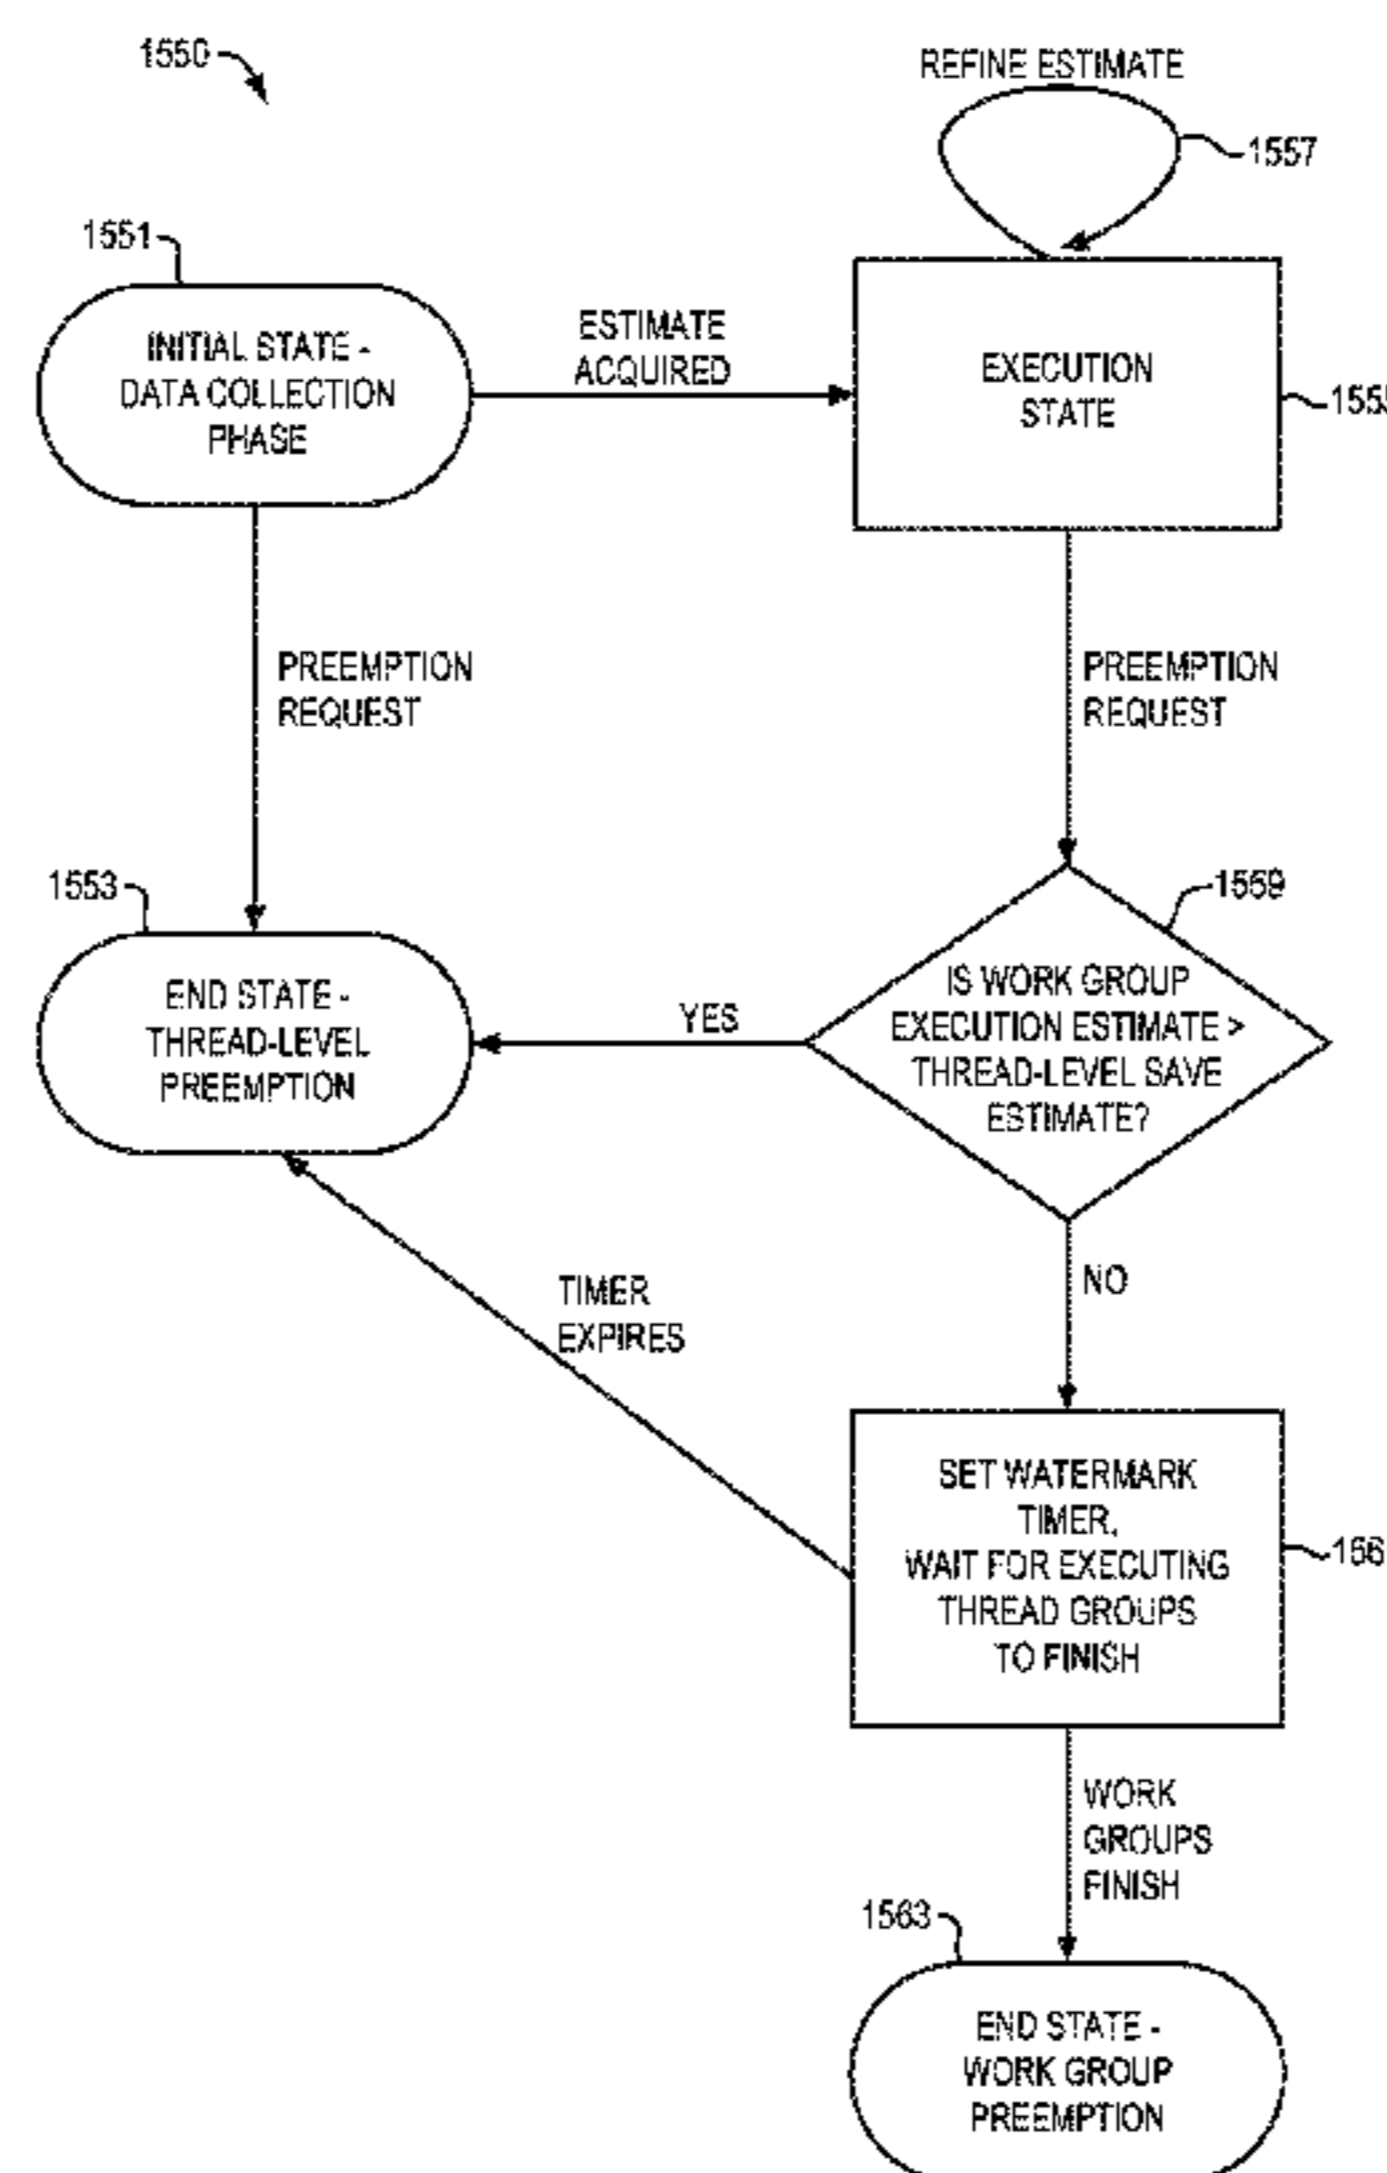 1550
REFINE ESTIMATE
1557
1551
INITIAL STATE -
DATA COLLECTION
PHASE
ESTIMATE
ACQUIRED
EXECUTION
STATE
155
PREEMPTION
REQUEST
PREEMPTION
REQUEST
1553
END STATE -
THREAD-LEVEL
PREEMPTION
YES
1559
IS WORK GROUP
EXECUTION ESTIMATE >
THREAD-LEVEL SAVE
ESTIMATE?
NO
TIMER
EXPIRES
SET WATERMARK
TIMER,
WAIT FOR EXECUTING
THREAD GROUPS
TO FINISH
156
WORK
GROUPS
FINISH
1563
END STATE -
WORK GROUP
PREEMPTION